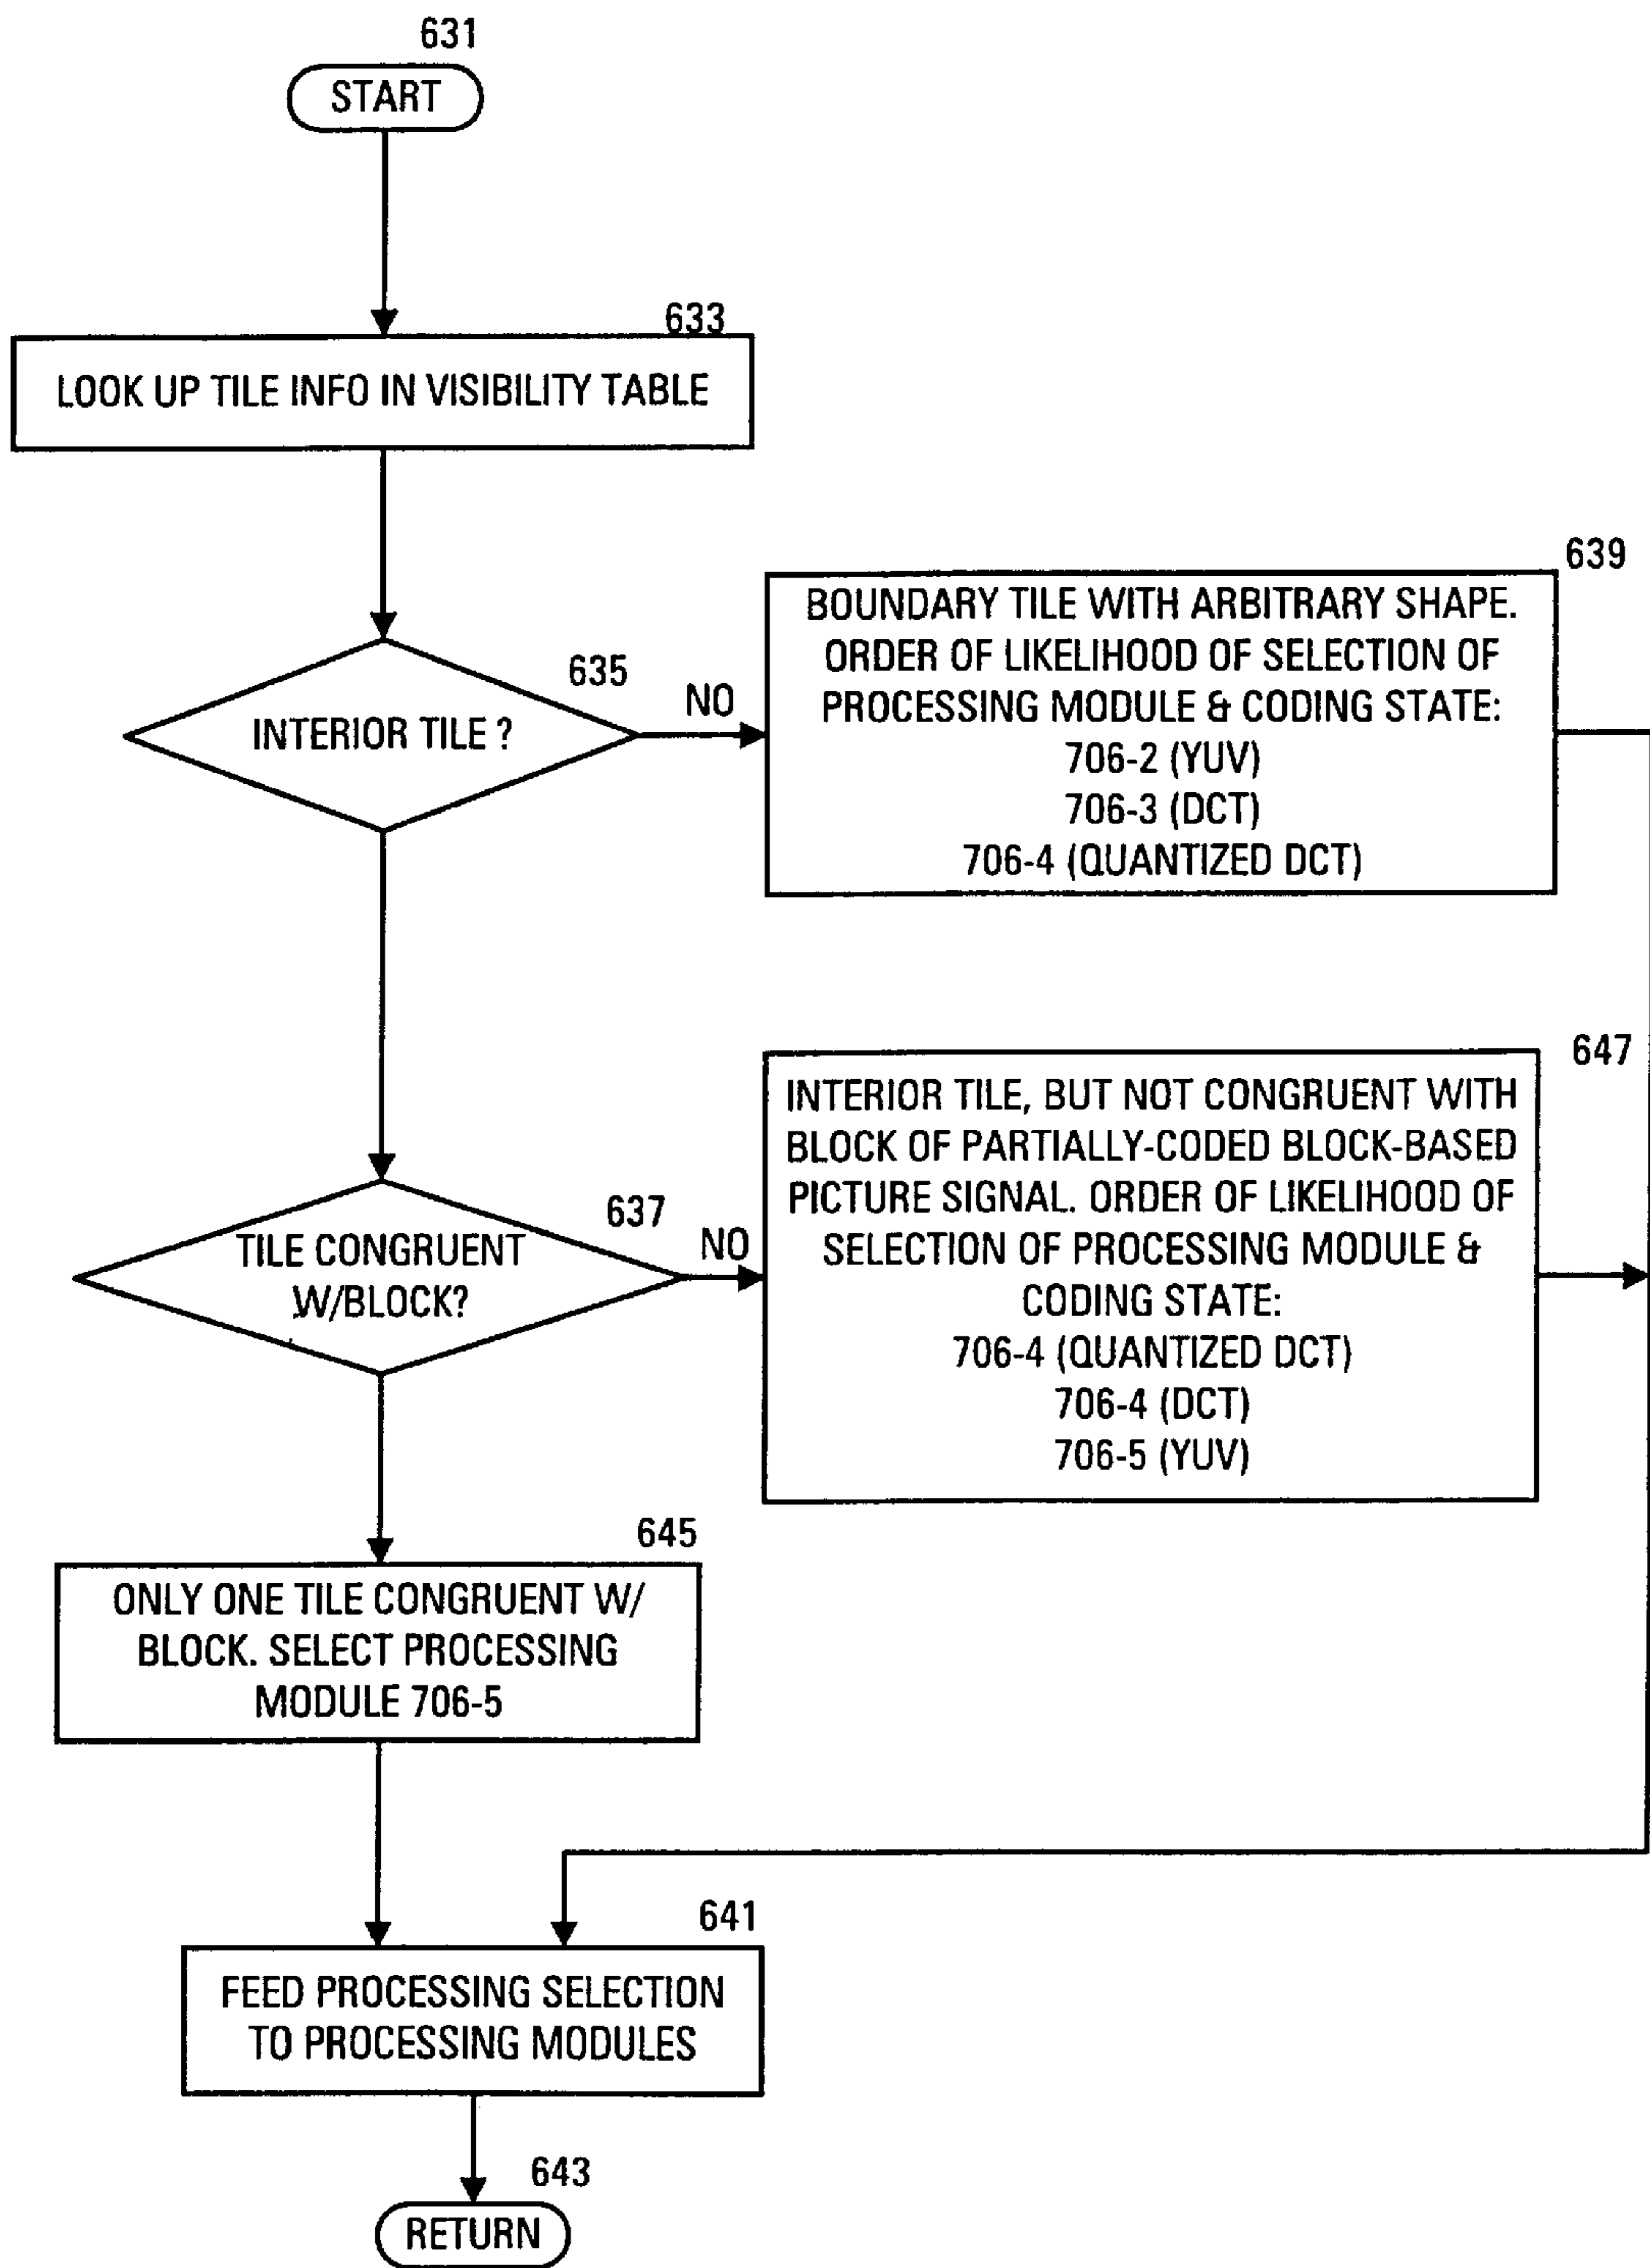 631
START
633
LOOK UP TILE INFO IN VISIBILITY TABLE
635
INTERIOR TILE ?
NO
639
BOUNDARY TILE WITH ARBITRARY SHAPE.
ORDER OF LIKELIHOOD OF SELECTION OF
PROCESSING MODULE & CODING STATE:
706-2 (YUV)
706-3 (DCT)
706-4 (QUANTIZED DCT)
637
TILE CONGRUENT
W/BLOCK?
NO
647
INTERIOR TILE, BUT NOT CONGRUENT WITH
BLOCK OF PARTIALLY-CODED BLOCK-BASED
PICTURE SIGNAL. ORDER OF LIKELIHOOD OF
SELECTION OF PROCESSING MODULE &
CODING STATE:
706-4 (QUANTIZED DCT)
706-4 (DCT)
706-5 (YUV)
645
ONLY ONE TILE CONGRUENT W/
BLOCK. SELECT PROCESSING
MODULE 706-5
641
FEED PROCESSING SELECTION
TO PROCESSING MODULES
643
RETURN